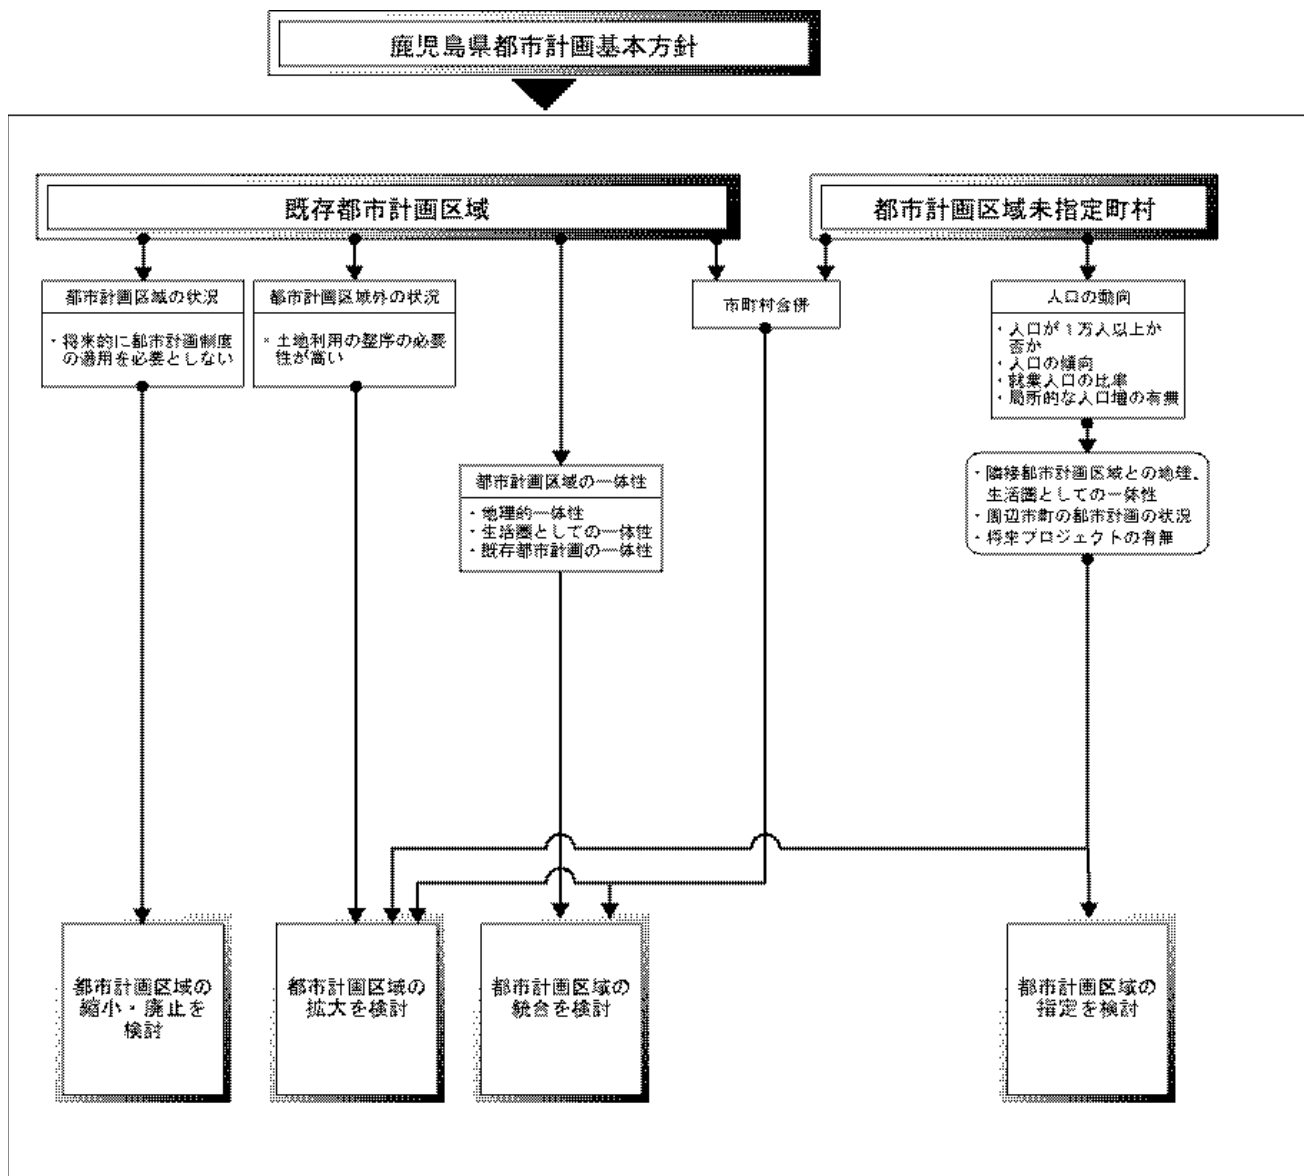 鹿児島県都市計画基本方針
既存都市計画区域
都市計画区域未指定町村
都市計画区域の状況
・将来的に都市計画制度
の適用を必要としない
都市計画区域外の状況
* 土地利用の整序の必要
性が高い
市町村合併
人口の動向
・人口が1万人以上か
否か
・人口の傾向
・就業人口の比率
・局所的な人口増の有無
都市計画区域の一体性
・地理的一体性
・生活圏としての一体性
・既存都市計画の一体性
・隣接都市計画区域との地理、
生活圏としての一体性
・周辺市町の都市計画の状況
・将来プロジェクトの有無
都市計画区域の
縮小・廃止を
検討
都市計画区域の
拡大を検討
都市計画区域の
統合を検討
都市計画区域の
指定を検討